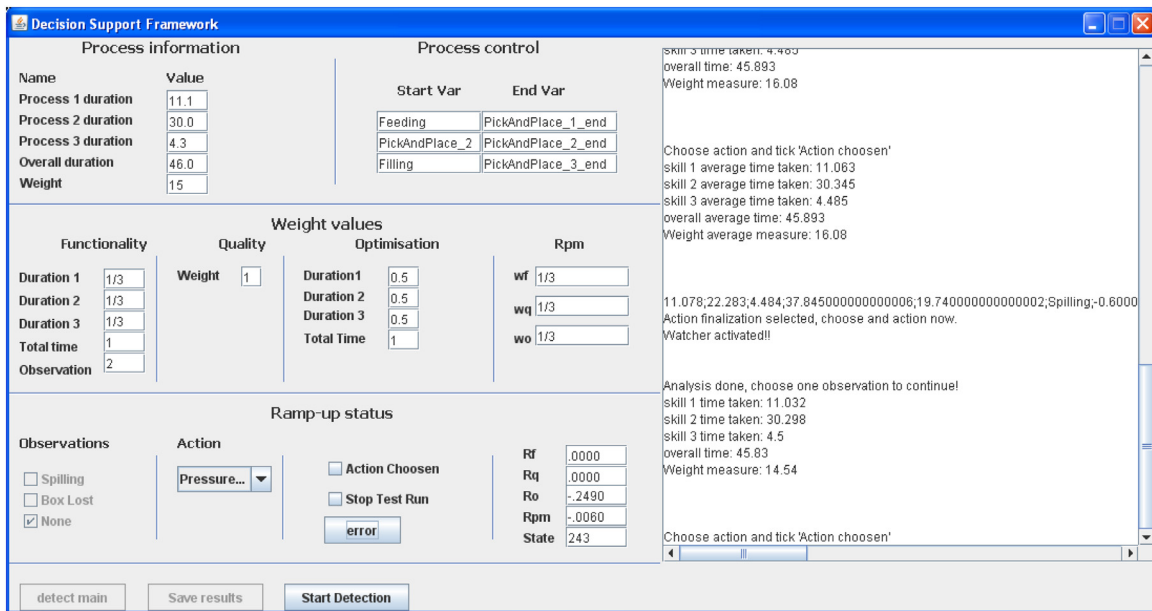 Decision Support Framework
Process information
Name Value
Process 1 duration 11.1
Process 2 duration 30.0
Process 3 duration 4.3
Overall duration 46.0
Weight 15
Process control
Start Var End Var
Feeding PickAndPlace_1_end
PickAndPlace_2 PickAndPlace_2_end
Filling PickAndPlace_3_end
Weight values
Functionality
Duration 1 1/3
Duration 2 1/3
Duration 3 1/3
Total time 1
Observation 2
Quality
Weight 1
Optimisation
Duration1 0.5
Duration 2 0.5
Duration 3 0.5
Total Time 1
Rpm
wf 1/3
wq 1/3
wo 1/3
Ramp-up status
Observations
Spilling
Box Lost
None
Action
Pressure...
Action Choosen
Stop Test Run
error
Rf .0000
Rq .0000
Ro -.2490
Rpm -.0060
State 243
detect main Save results Start Detection
skill 3 time taken: 4.485
overall time: 45.893
Weight measure: 16.08
Choose action and tick 'Action choosen'
skill 1 average time taken: 11.063
skill 2 average time taken: 30.345
skill 3 average time taken: 4.485
overall average time: 45.893
Weight average measure: 16.08
11.078;22.283;4.484;37.845000000000006;19.740000000000002;Spilling;-0.6000
Action finalization selected, choose and action now.
Watcher activated!!
Analysis done, choose one observation to continue!
skill 1 time taken: 11.032
skill 2 time taken: 30.298
skill 3 time taken: 4.5
overall time: 45.83
Weight measure: 14.54
Choose action and tick 'Action choosen'